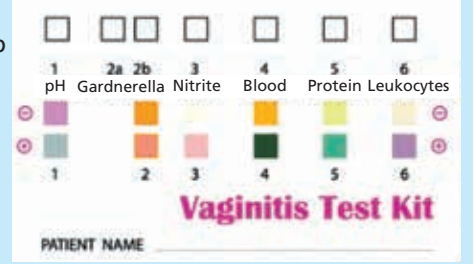 1 2a 2b 3 4 5 6
pH Gardnerella Nitrite Blood Protein Leukocytes
⊖ ⊖
⊕ ⊕
1 2 3 4 5 6
Vaginitis Test Kit
PATIENT NAME